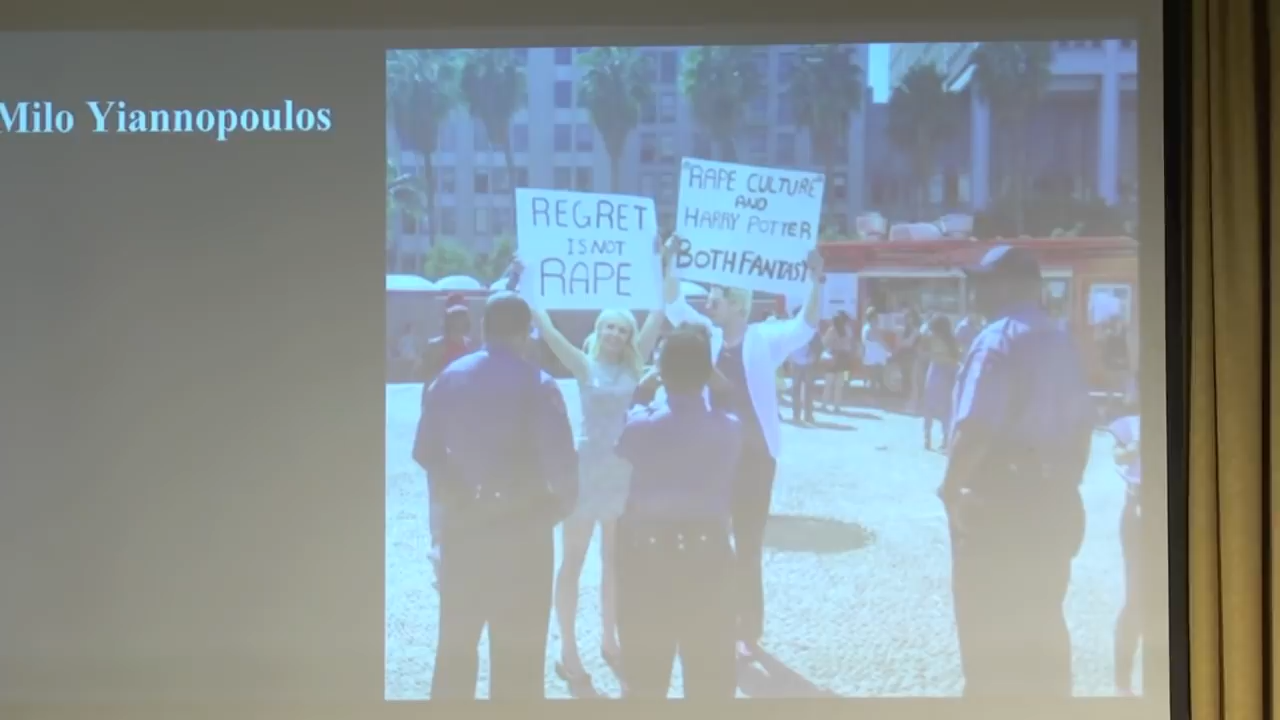 Milo Yiannopoulos
REGRET
IS NOT
RAPE
"RAPE CULTURE"
AND
HARRY POTTER
BOTH FANTASY